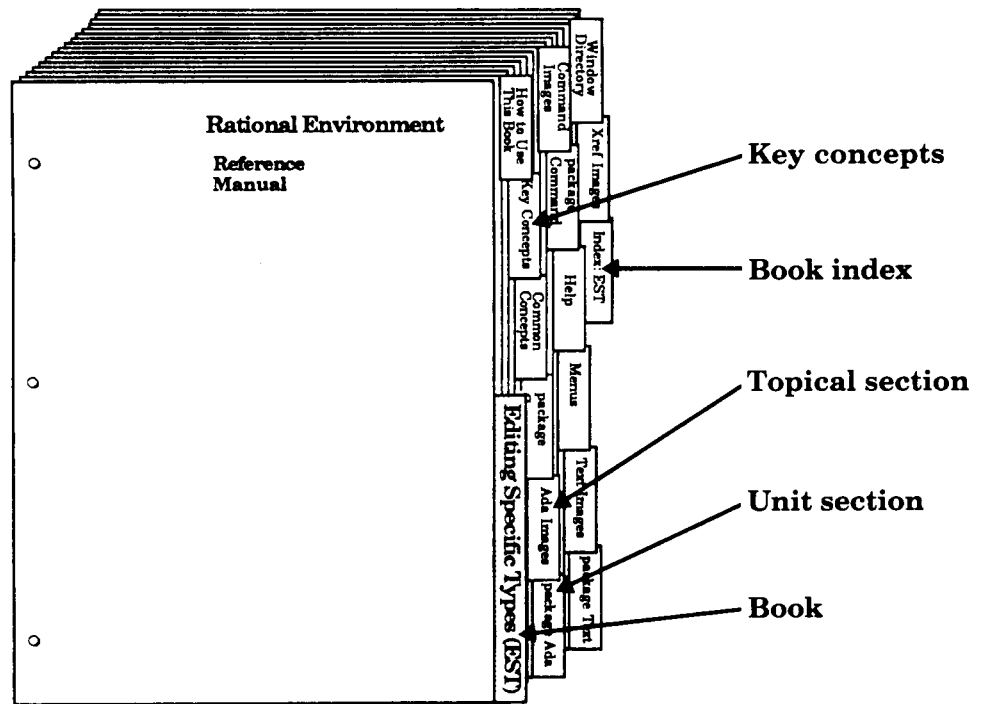 Rational Environment
Reference
Manual
How to Use
This Book
Key Concepts
Common
Concepts
package
Ada Images
package Ada
Editing Specific Types (EST)
Command
Images
package
Command
Help
Menus
Text Images
package Text
Window
Directory
Xref Images
Index: EST
Key concepts
Book index
Topical section
Unit section
Book